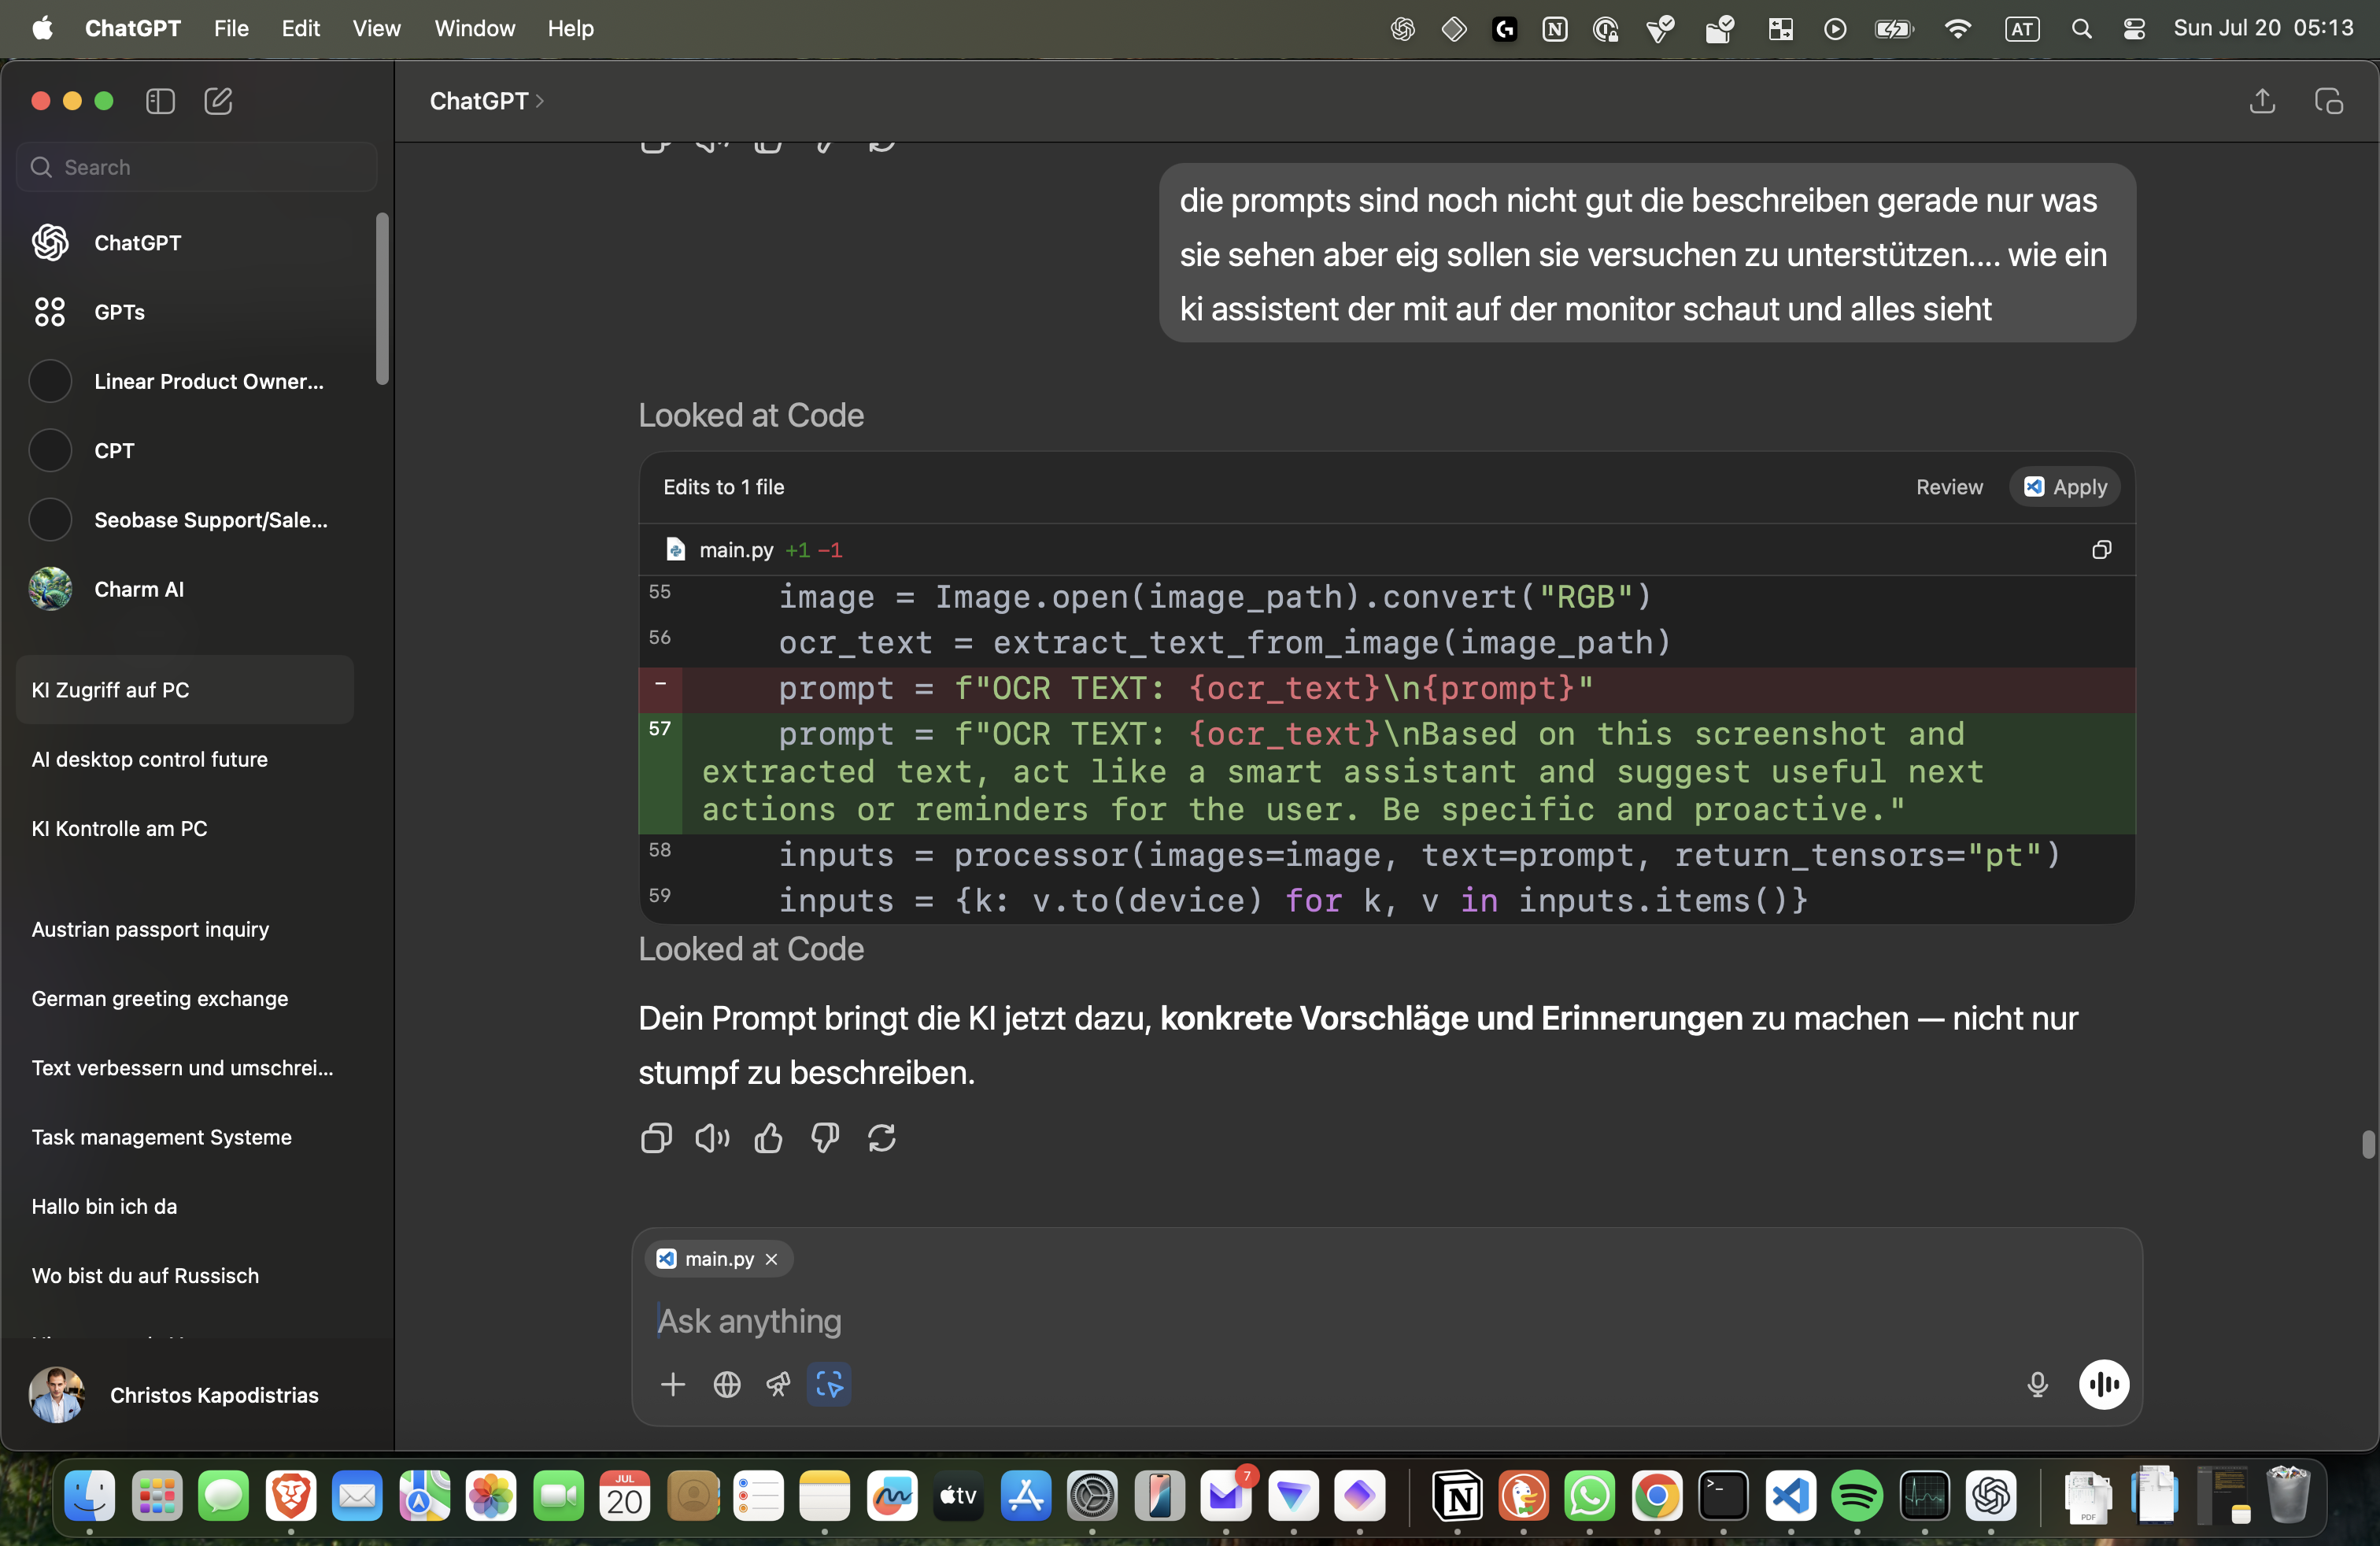 ChatGPT File Edit View Window Help
AT Sun Jul 20 05:13
ChatGPT
Search
ChatGPT
GPTs
Linear Product Owner...
CPT
Seobase Support/Sale...
Charm AI
KI Zugriff auf PC
AI desktop control future
KI Kontrolle am PC
Austrian passport inquiry
German greeting exchange
Text verbessern und umschrei...
Task management Systeme
Hallo bin ich da
Wo bist du auf Russisch
Christos Kapodistrias
die prompts sind noch nicht gut die beschreiben gerade nur was
sie sehen aber eig sollen sie versuchen zu unterstützen.... wie ein
ki assistent der mit auf der monitor schaut und alles sieht
Looked at Code
Edits to 1 file Review Apply
main.py +1 −1
55 image = Image.open(image_path).convert("RGB")
56 ocr_text = extract_text_from_image(image_path)
− prompt = f"OCR TEXT: {ocr_text}\n{prompt}"
57 prompt = f"OCR TEXT: {ocr_text}\nBased on this screenshot and
extracted text, act like a smart assistant and suggest useful next
actions or reminders for the user. Be specific and proactive."
58 inputs = processor(images=image, text=prompt, return_tensors="pt")
59 inputs = {k: v.to(device) for k, v in inputs.items()}
Looked at Code
Dein Prompt bringt die KI jetzt dazu, konkrete Vorschläge und Erinnerungen zu machen — nicht nur
stumpf zu beschreiben.
main.py
Ask anything
JUL
20
tv
7
PDF